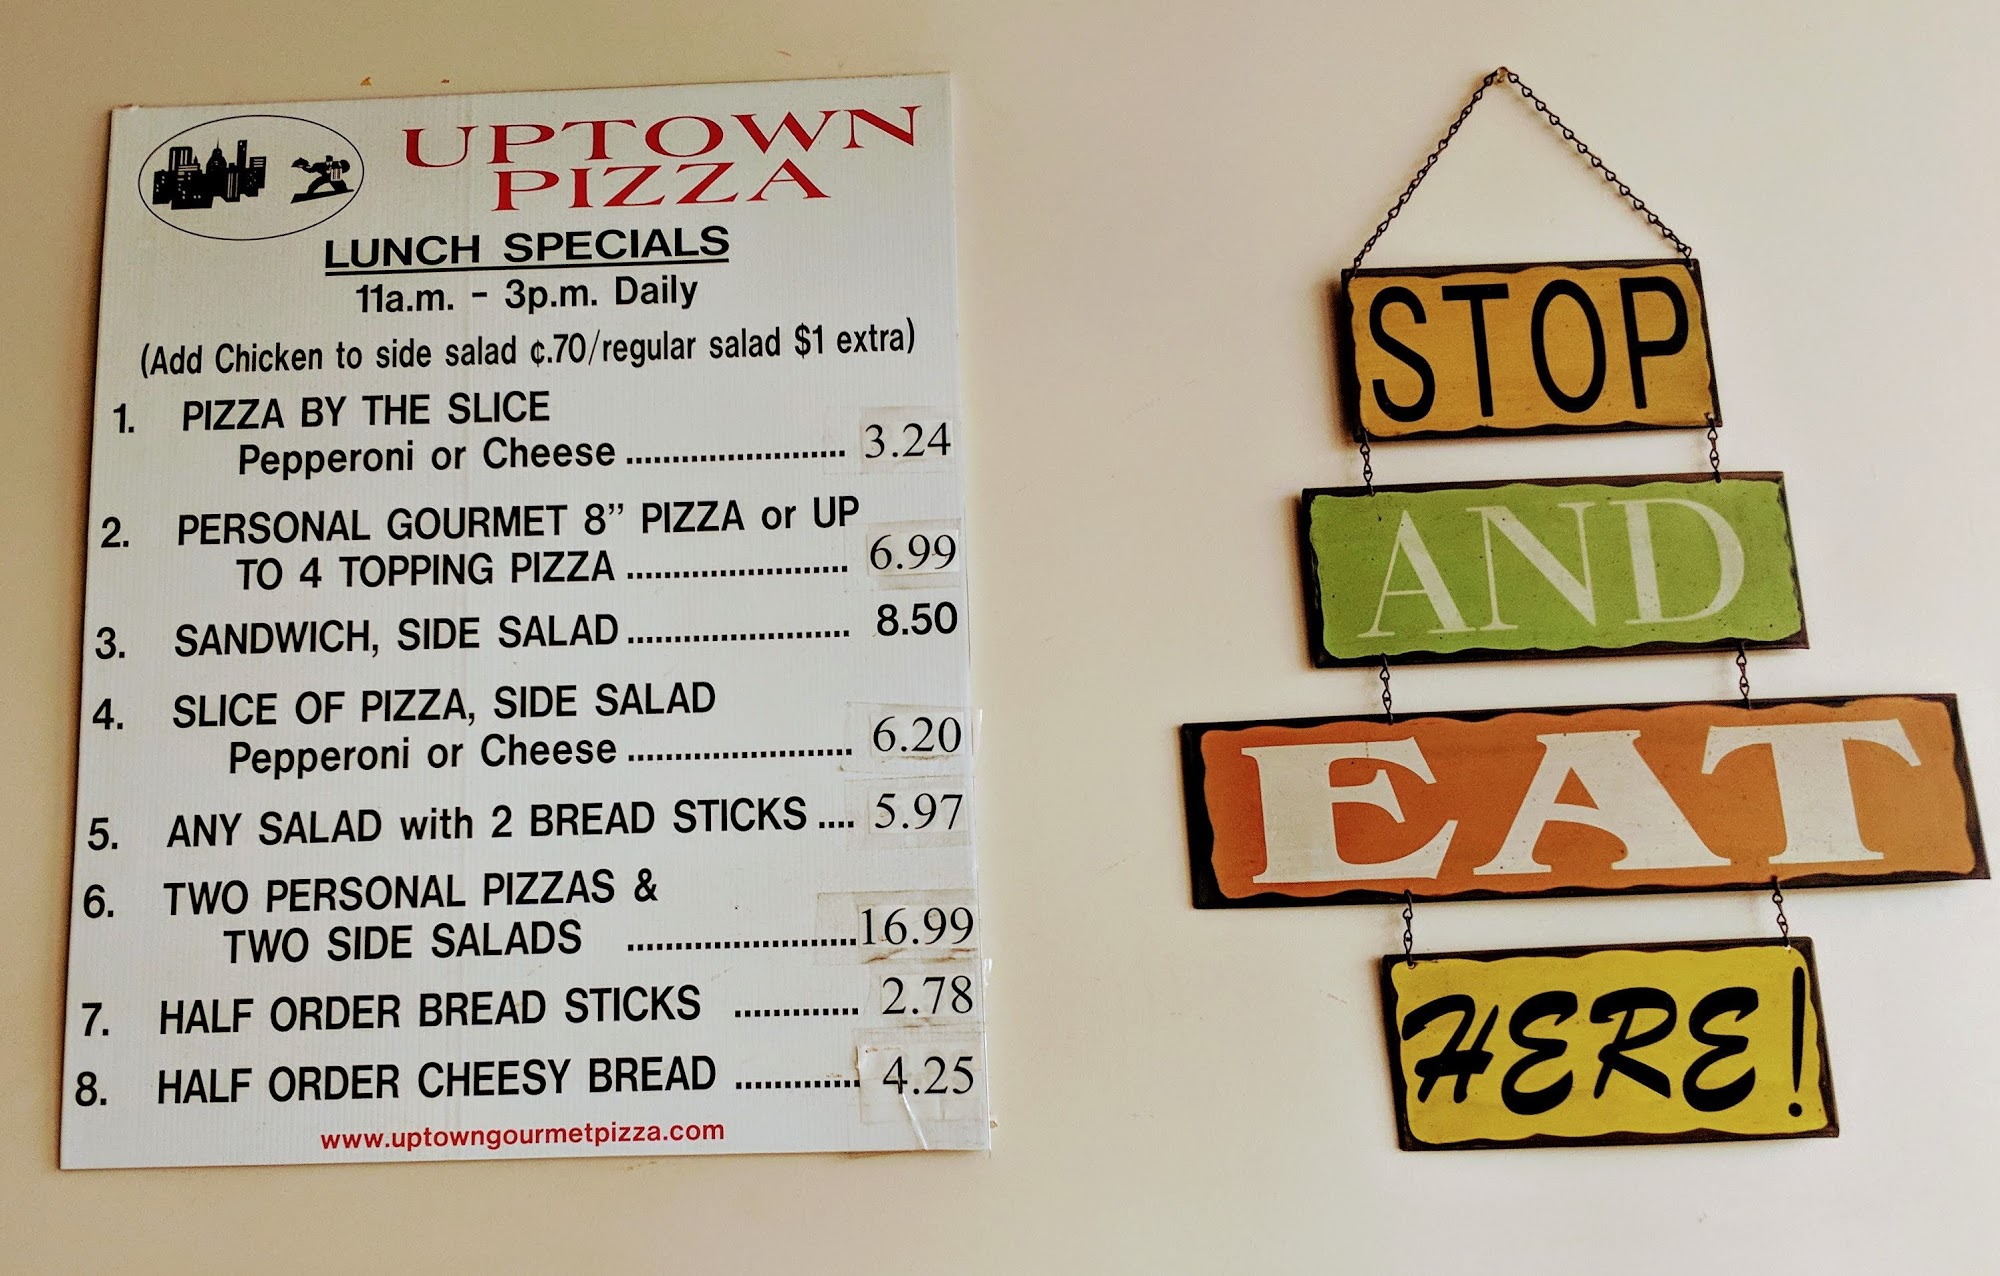 UPTOWN
PIZZA
LUNCH SPECIALS
11a.m. - 3p.m. Daily
(Add Chicken to side salad ¢.70/regular salad $1 extra)
1. PIZZA BY THE SLICE
Pepperoni or Cheese ........................ 3.24
2. PERSONAL GOURMET 8” PIZZA or UP
TO 4 TOPPING PIZZA ........................ 6.99
3. SANDWICH, SIDE SALAD ........................ 8.50
4. SLICE OF PIZZA, SIDE SALAD
Pepperoni or Cheese ........................ 6.20
5. ANY SALAD with 2 BREAD STICKS .... 5.97
6. TWO PERSONAL PIZZAS &
TWO SIDE SALADS ........................ 16.99
7. HALF ORDER BREAD STICKS ............. 2.78
8. HALF ORDER CHEESY BREAD ............. 4.25
www.uptowngourmetpizza.com
STOP
AND
EAT
HERE!